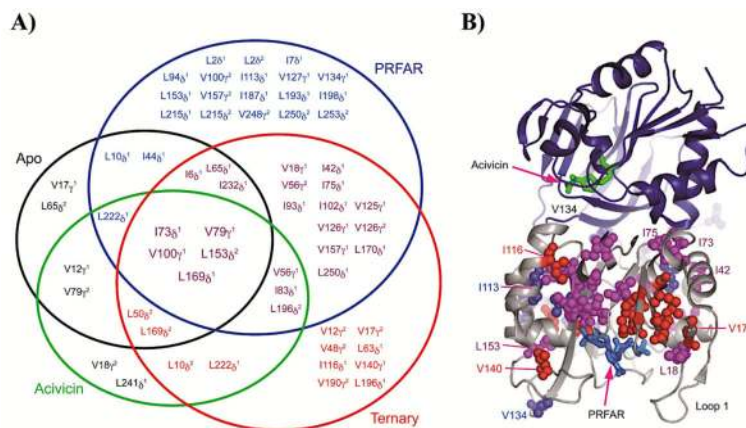 A)
B)
PRFAR
L2δ¹ L2δ² I7δ¹
L94δ¹ V100γ² I113δ¹ V127γ¹ V134γ¹
L153δ¹ V157γ² I187δ¹ L193δ¹ I198δ¹
L215δ¹ L215δ² V248γ² L250δ² L253δ²
Apo
L10δ¹ I44δ¹
I6δ¹ L65δ¹
I232δ¹
V17γ¹
L65δ²
L222δ¹
V18γ¹ I42δ¹
V56γ² I75δ¹
I93δ¹ I102δ¹ V125γ¹
V126γ¹ V126γ²
V157γ¹ L170δ¹
L250δ¹
I73δ¹ V79γ¹
V100γ¹ L153δ²
L169δ¹
V12γ¹
V79γ²
V56γ¹
I83δ¹
L196δ²
L50δ²
L169δ²
V18γ²
L241δ¹
L10δ² L222δ¹
V12γ² V17γ²
V48γ² L63δ¹
I116δ¹ V140γ¹
V190γ² L196δ¹
Acivicin
Ternary
Acivicin
V134
I116
I75
I73
I113
I42
L153
V17
V140
L18
V134
PRFAR
Loop 1